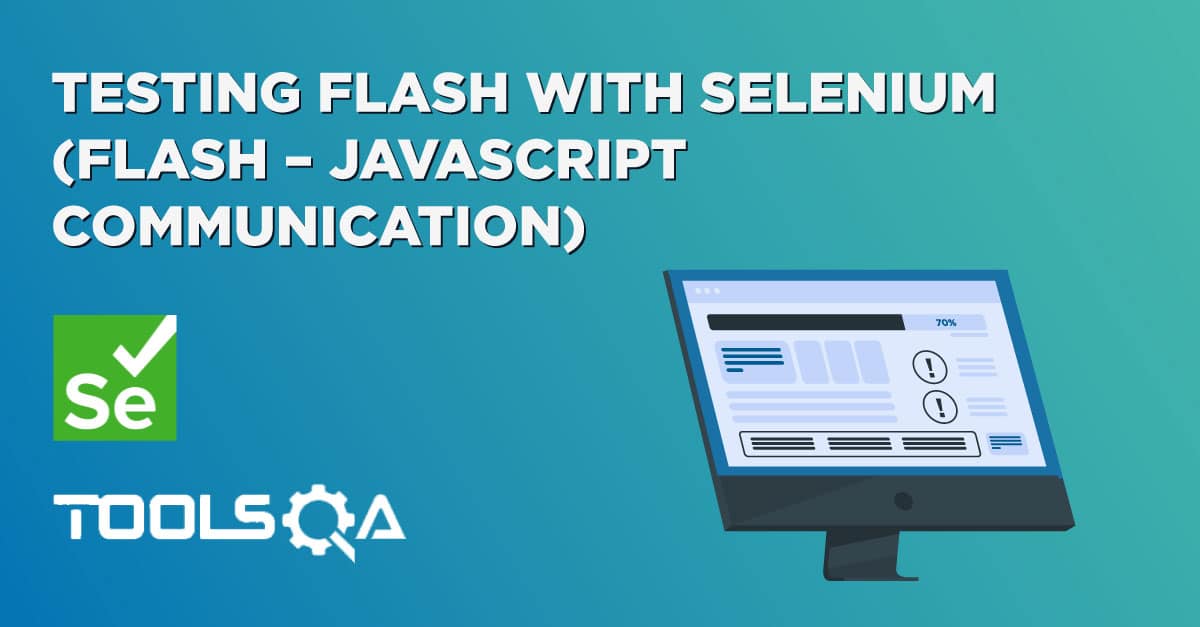 TESTING FLASH WITH SELENIUM
(FLASH – JAVASCRIPT
COMMUNICATION)
70%
Se
TOOLSQA